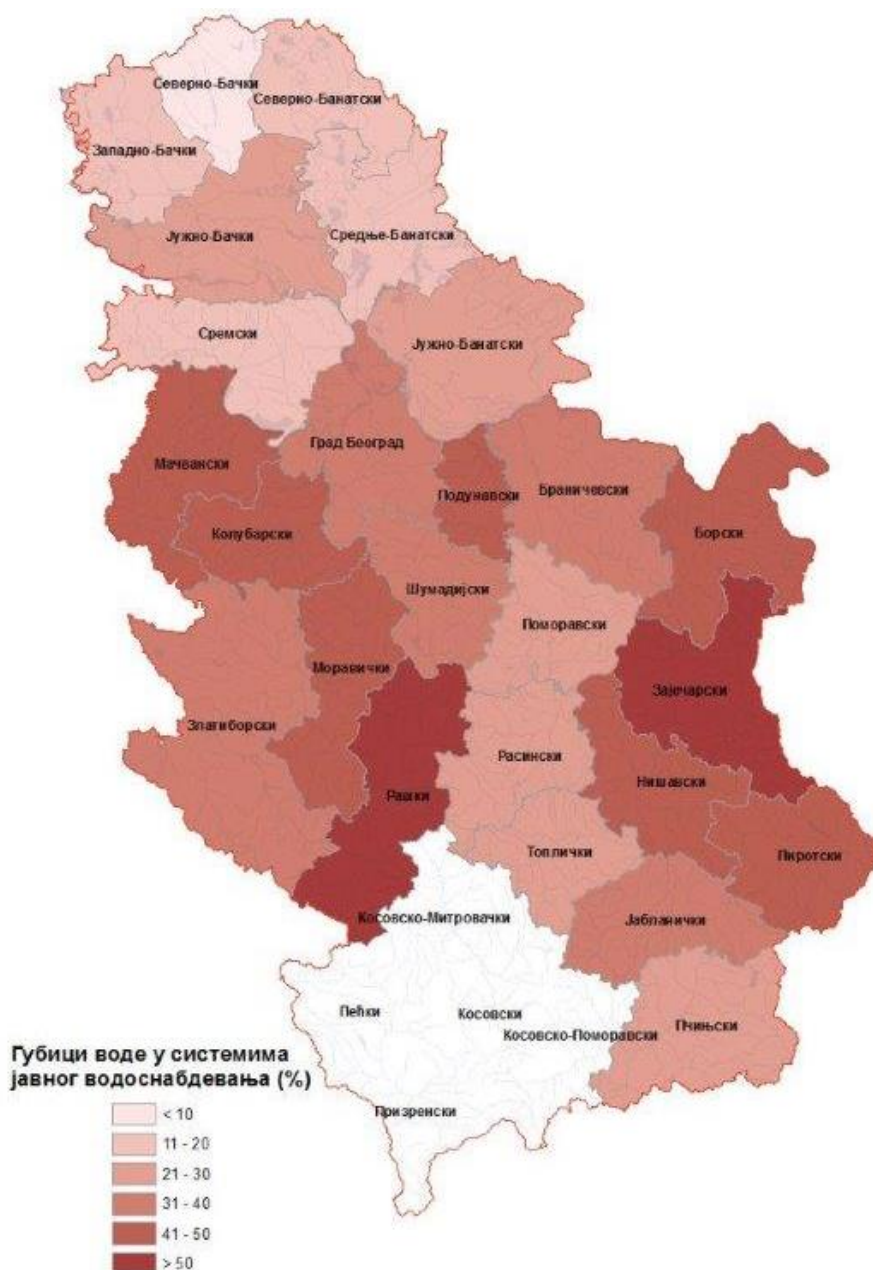 Северно-Бачки
Северно-Банатски
Западно-Бачки
Јужно-Бачки
Средње-Банатски
Сремски
Јужно-Банатски
Мачвански
Град Београд
Подунавски
Браничевски
Колубарски
Борски
Шумадијски
Поморавски
Моравички
Зајечарски
Златиборски
Расински
Рашки
Нишавски
Топлички
Пиротски
Косовско-Митровачки
Јабланички
Пећки
Косовски
Косовско-Поморавски
Пчињски
Призренски
Губици воде у системима
јавног водоснабдевања (%)
< 10
11 - 20
21 - 30
31 - 40
41 - 50
> 50